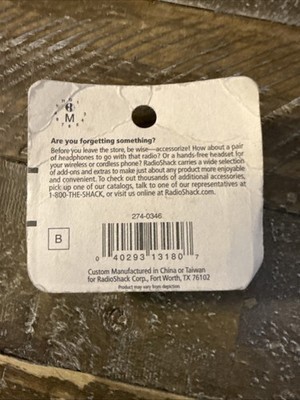 M
Are you forgetting something?
Before you leave the store, be wise—accessorize! How about a pair
of headphones to go with that radio? Or a hands-free headset for
your wireless or cordless phone? RadioShack carries a wide selection
of add-ons and extras to make just about any product more enjoyable
and convenient. To check out thousands of additional accessories,
pick up one of our catalogs, talk to one of our representatives at
1-800-THE-SHACK, or visit us online at RadioShack.com.
274-0346
B
0 40293 13180 7
Custom Manufactured in China or Taiwan
for RadioShack Corp., Fort Worth, TX 76102
Product may vary from depiction.